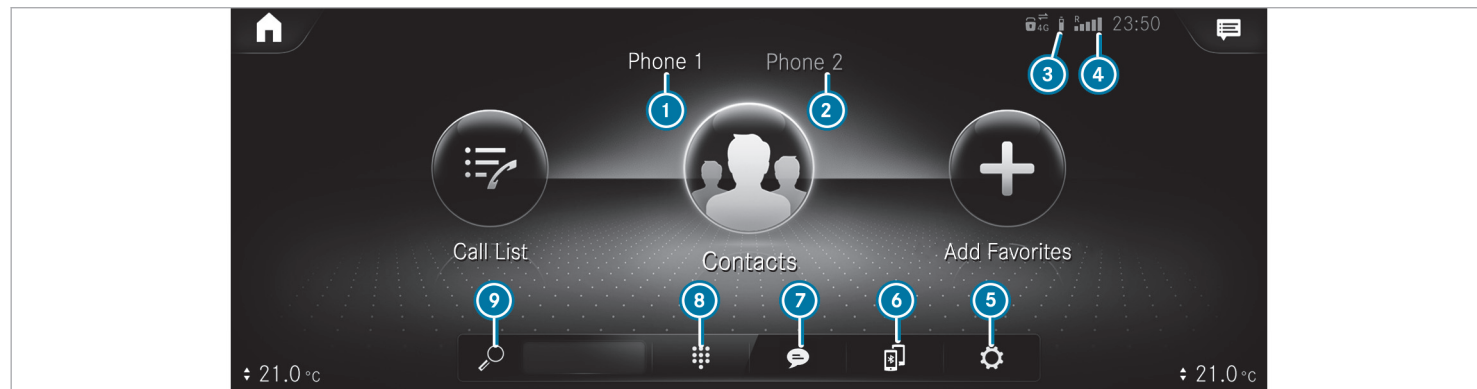 4G R 23:50
Phone 1 Phone 2
3 4
1 2
Call List Contacts Add Favorites
9 8 7 6 5
21.0 °C 21.0 °C